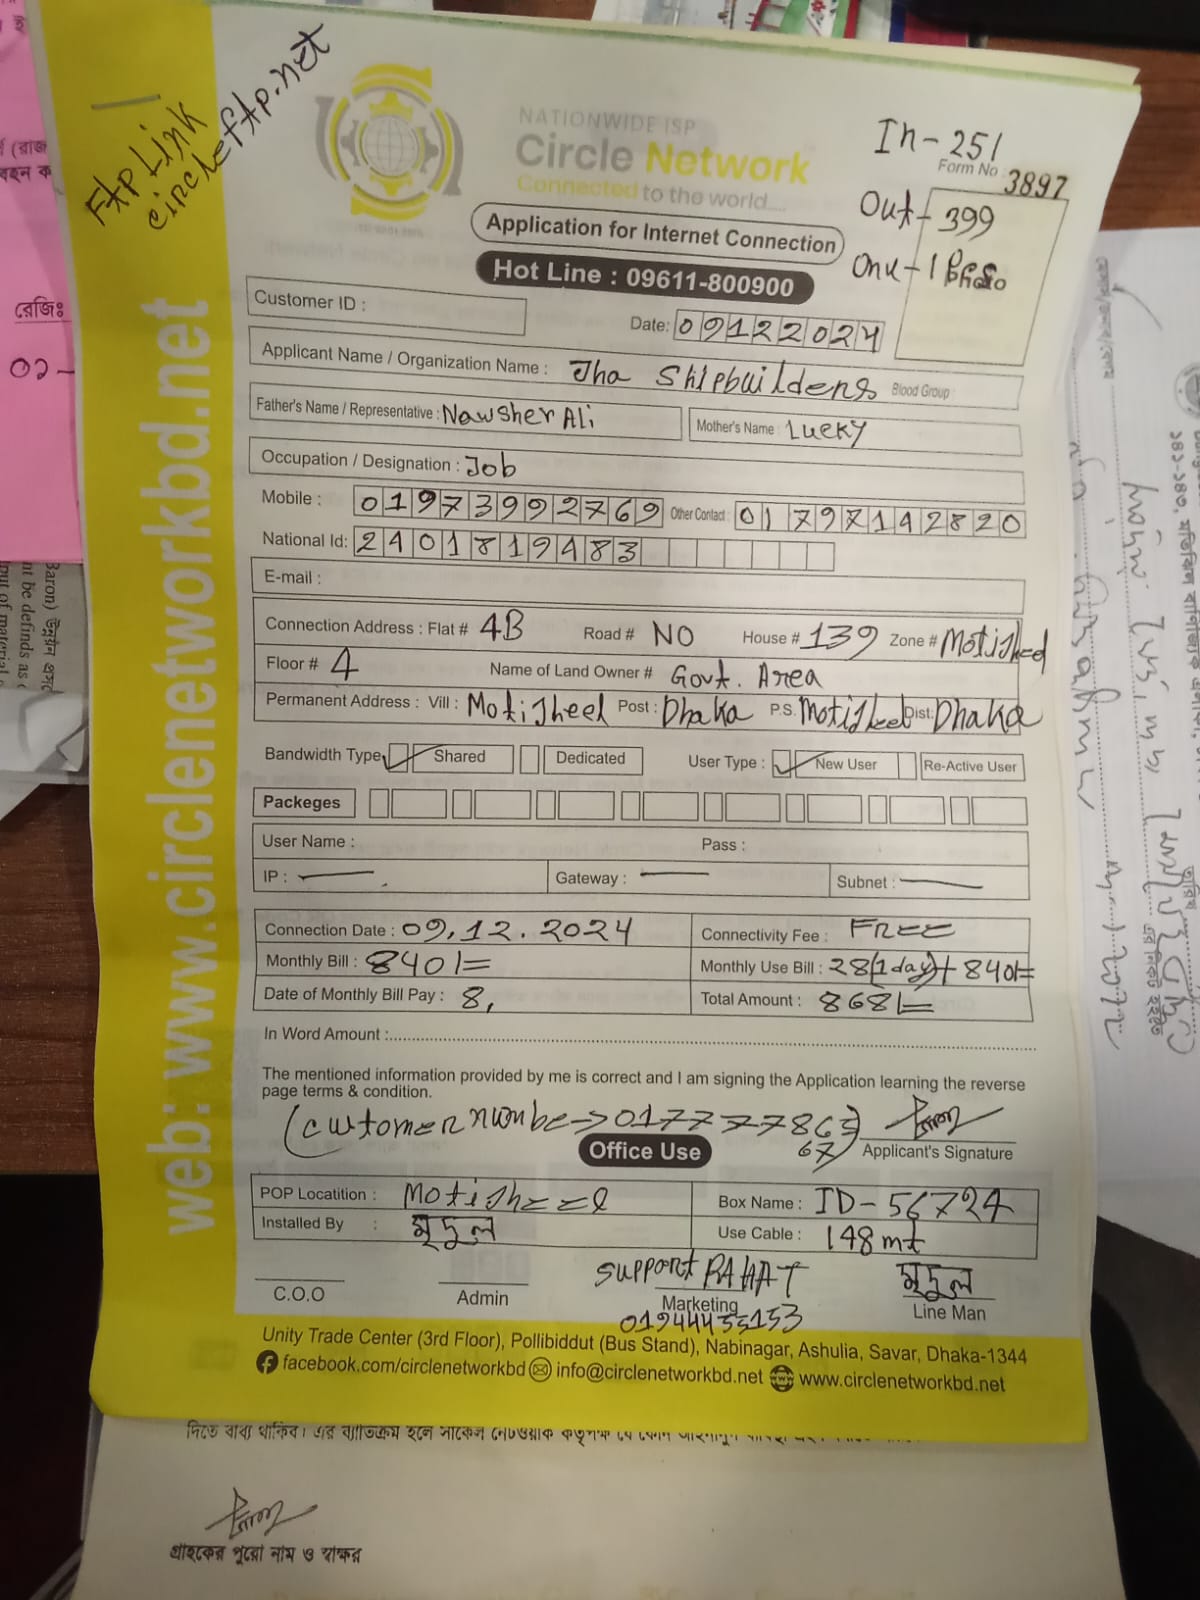 FtP Link
circleftp.net
NATIONWIDE ISP
Circle Network
Connected to the world....
In-251
Form No : 3897
Out-399
Onu-1
Application for Internet Connection
Hot Line : 09611-800900
Customer ID :
Date: 09122024
Applicant Name / Organization Name : Jha Shipbuilders Blood Group :
Father's Name / Representative : Nawsher Ali Mother's Name : Lucky
Occupation / Designation : Job
Mobile : 01973992769 Other Contact : 01797142820
National Id: 2401819483
E-mail :
Connection Address : Flat # 4B Road # NO House # 139 Zone # Motijheel
Floor # 4 Name of Land Owner # Govt. Area
Permanent Address : Vill : Motijheel Post : Dhaka P.S. Motijheel Dist: Dhaka
Bandwidth Type Shared Dedicated User Type : New User Re-Active User
Packeges
User Name : Pass :
IP : Gateway : Subnet :
Connection Date : 09.12.2024 Connectivity Fee : FREE
Monthly Bill : 840/= Monthly Use Bill : 28(1day)+840/=
Date of Monthly Bill Pay : 8, Total Amount : 868/=
In Word Amount :
The mentioned information provided by me is correct and I am signing the Application learning the reverse
page terms & condition.
(customer numbe→ 0177777865
67) Applicant's Signature
Office Use
POP Locatition : Motijheel Box Name : ID-56724
Installed By : মৃদুল Use Cable : 148mt
support RAHAT মৃদুল
C.O.O Admin Marketing Line Man
01944455153
Unity Trade Center (3rd Floor), Pollibiddut (Bus Stand), Nabinagar, Ashulia, Savar, Dhaka-1344
facebook.com/circlenetworkbd info@circlenetworkbd.net www.circlenetworkbd.net
web: www.circlenetworkbd.net
গ্রাহকের পুরো নাম ও স্বাক্ষর
রেজিঃ
০১-